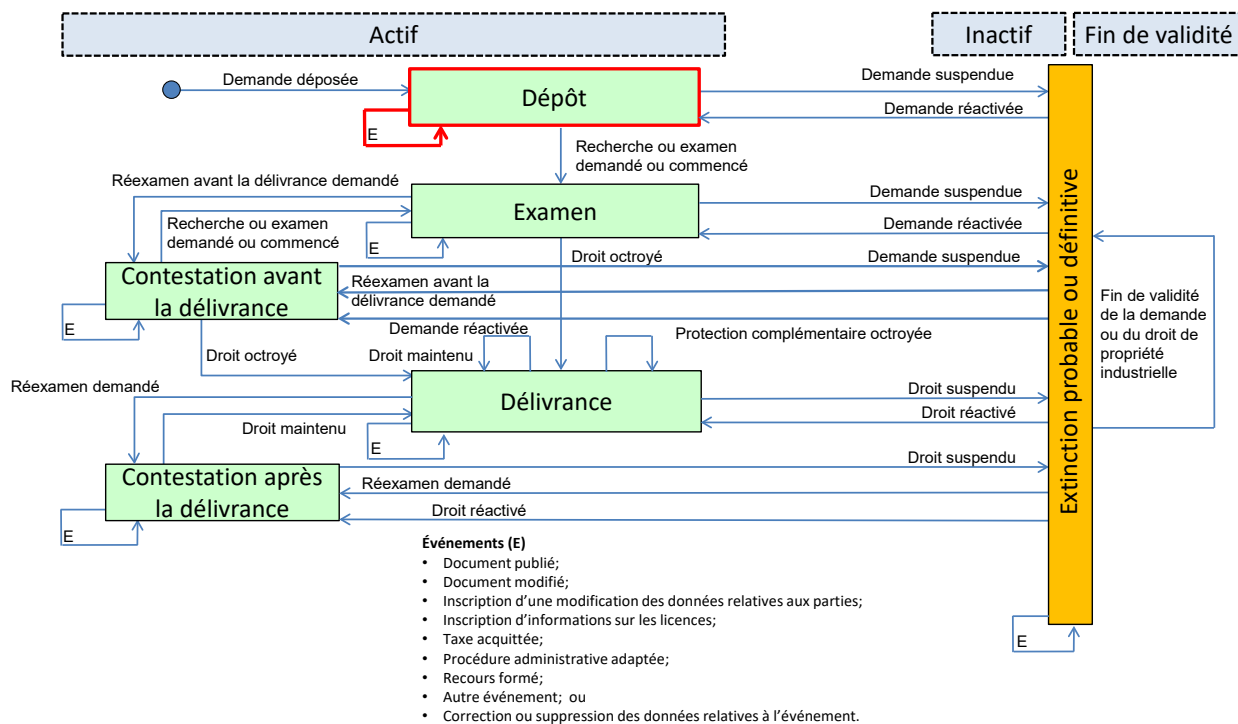 Actif
Inactif
Fin de validité
Demande déposée
Dépôt
Demande suspendue
Demande réactivée
E
Recherche ou examen
demandé ou commencé
Réexamen avant la délivrance demandé
Examen
Demande suspendue
Recherche ou examen
demandé ou commencé
Demande réactivée
E
Droit octroyé
Demande suspendue
Contestation avant
la délivrance
Réexamen avant la
délivrance demandé
E
Demande réactivée
Protection complémentaire octroyée
Droit octroyé
Droit maintenu
Fin de validité
de la demande
ou du droit de
propriété
industrielle
Extinction probable ou définitive
Réexamen demandé
Délivrance
Droit suspendu
Droit réactivé
Droit maintenu
E
Contestation après
la délivrance
Droit suspendu
Réexamen demandé
Droit réactivé
E
Événements (E)
• Document publié;
• Document modifié;
• Inscription d’une modification des données relatives aux parties;
• Inscription d’informations sur les licences;
• Taxe acquittée;
• Procédure administrative adaptée;
• Recours formé;
• Autre événement; ou
• Correction ou suppression des données relatives à l’événement.
E